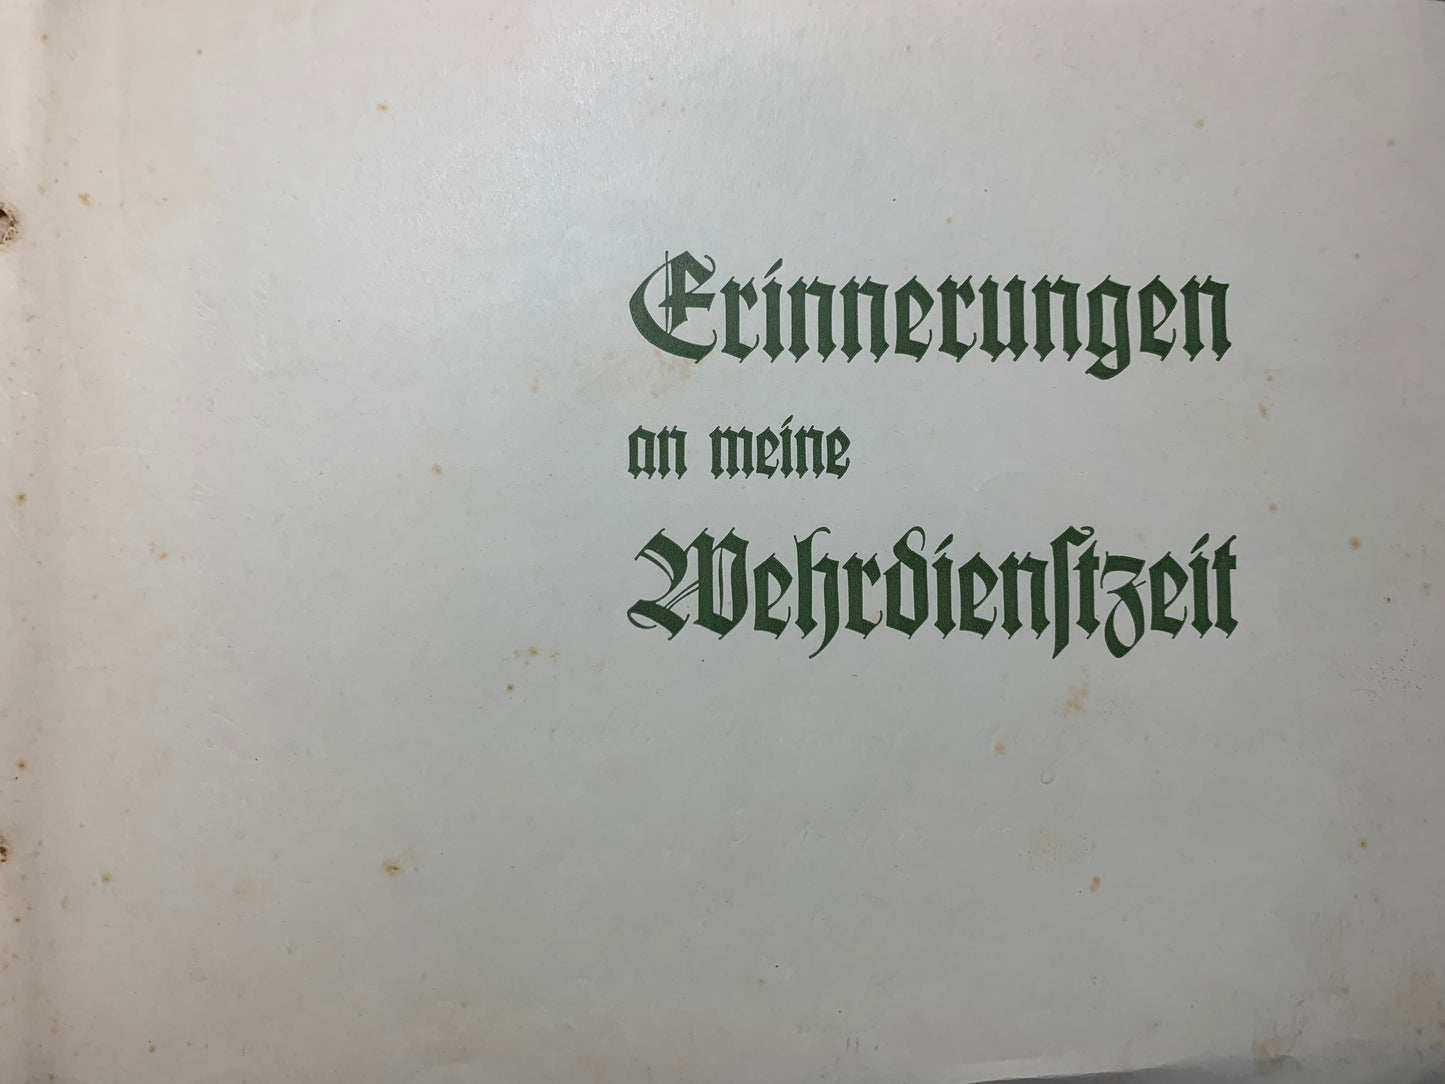 Erinnerungen
an meine
Wehrdienſtzeit